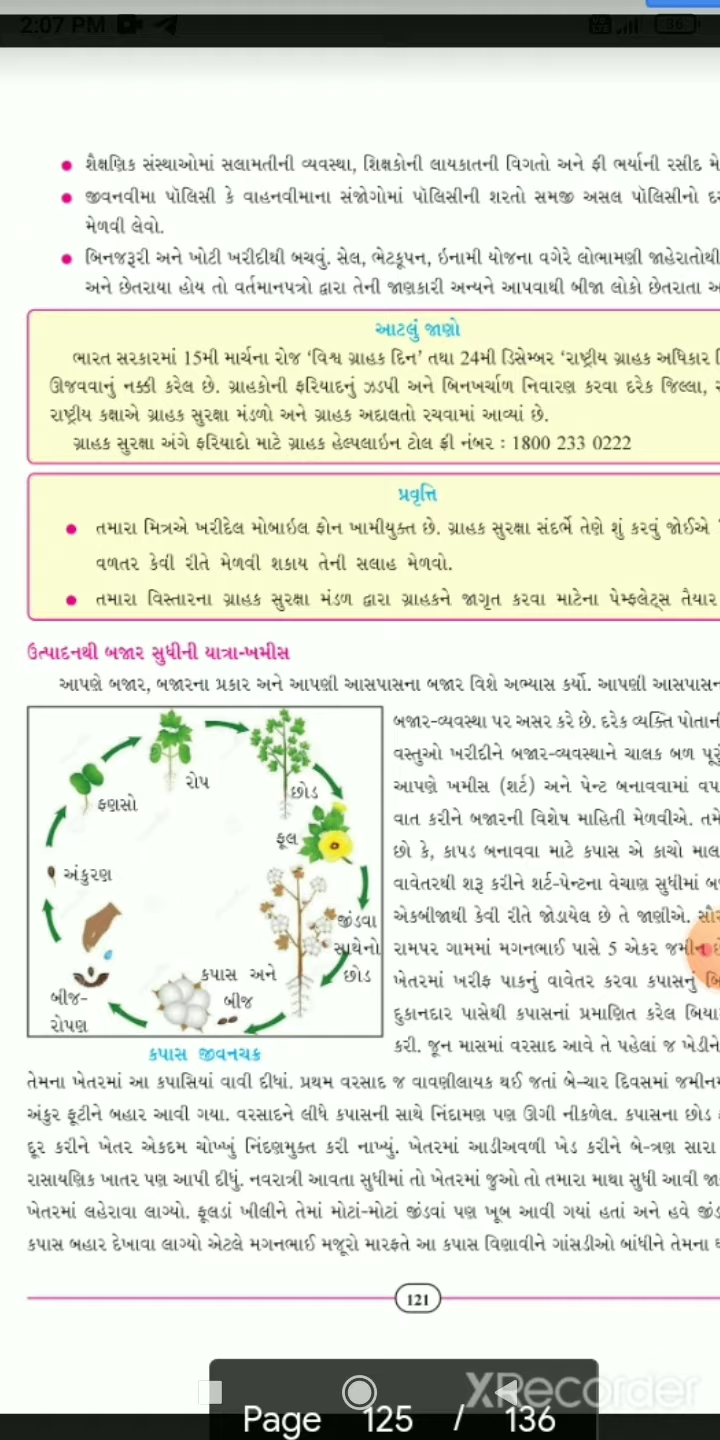 2:07 PM
36
શૈક્ષણિક સંસ્થાઓમાં સલામતીની વ્યવસ્થા, શિક્ષકોની લાયકાતની વિગતો અને ફી ભર્યાની રસીદ
જીવનવીમા પૉલિસી કે વાહનવીમાના સંજોગોમાં પૉલિસીની શરતો સમજી અસલ પૉલિસીનો
મેળવી લેવો.
બિનજરૂરી અને ખોટી ખરીદીથી બચવું. સેલ, ભેટકૂપન, ઇનામી યોજના વગેરે લોભામણી જાહેરાતોથી
અને છેતરાયા હોય તો વર્તમાનપત્રો દ્વારા તેની જાણકારી અન્યને આપવાથી બીજા લોકો છેતરાતા
આટલું જાણો
ભારત સરકારમાં 15મી માર્ચના રોજ ‘વિશ્વ ગ્રાહક દિન’ તથા 24મી ડિસેમ્બર ‘રાષ્ટ્રીય ગ્રાહક અધિકાર
ઊજવવાનું નક્કી કરેલ છે. ગ્રાહકોની ફરિયાદનું ઝડપી અને બિનખર્ચાળ નિવારણ કરવા દરેક જિલ્લા,
રાષ્ટ્રીય કક્ષાએ ગ્રાહક સુરક્ષા મંડળો અને ગ્રાહક અદાલતો રચવામાં આવ્યાં છે.
ગ્રાહક સુરક્ષા અંગે ફરિયાદો માટે ગ્રાહક હેલ્પલાઇન ટોલ ફ્રી નંબર : 1800 233 0222
પ્રવૃત્તિ
તમારા મિત્રએ ખરીદેલ મોબાઇલ ફોન ખામીયુક્ત છે. ગ્રાહક સુરક્ષા સંદર્ભે તેણે શું કરવું જોઈએ
વળતર કેવી રીતે મેળવી શકાય તેની સલાહ મેળવો.
તમારા વિસ્તારના ગ્રાહક સુરક્ષા મંડળ દ્વારા ગ્રાહકને જાગૃત કરવા માટેના પેમ્ફલેટ્સ તૈયાર
ઉત્પાદનથી બજાર સુધીની યાત્રા-ખમીસ
આપણે બજાર, બજારના પ્રકાર અને આપણી આસપાસના બજાર વિશે અભ્યાસ કર્યો. આપણી
બજાર-વ્યવસ્થા પર અસર કરે છે. દરેક વ્યક્તિ પોતાની
વસ્તુઓ ખરીદીને બજાર-વ્યવસ્થાને ચાલક બળ
આપણે ખમીસ (શર્ટ) અને પેન્ટ બનાવવામાં
વાત કરીને બજારની વિશેષ માહિતી મેળવીએ.
છો કે, કાપડ બનાવવા માટે કપાસ એ કાચો માલ
વાવેતરથી શરૂ કરીને શર્ટ-પેન્ટના વેચાણ સુધીમાં
એકબીજાથી કેવી રીતે જોડાયેલ છે તે જાણીએ.
રામપર ગામમાં મગનભાઈ પાસે 5 એકર જમીન
ખેતરમાં ખરીફ પાકનું વાવેતર કરવા કપાસનું
દુકાનદાર પાસેથી કપાસનાં પ્રમાણિત કરેલ
કરી. જૂન માસમાં વરસાદ આવે તે પહેલાં જ ખેડીને
રોપ
છોડ
ફણસો
ફૂલ
અંકુરણ
જીંડવા
સાથેનો
છોડ
કપાસ અને
બીજ
બીજ-
રોપણ
કપાસ જીવનચક્ર
તેમના ખેતરમાં આ કપાસિયાં વાવી દીધાં. પ્રથમ વરસાદ જ વાવણીલાયક થઈ જતાં બે-ચાર દિવસમાં
અંકુર ફૂટીને બહાર આવી ગયા. વરસાદને લીધે કપાસની સાથે નિંદામણ પણ ઊગી નીકળેલ. કપાસના છોડ
દૂર કરીને ખેતર એકદમ ચોખ્ખું નિંદણમુક્ત કરી નાખ્યું. ખેતરમાં આડીઅવળી ખેડ કરીને બે-ત્રણ સારા
રાસાયણિક ખાતર પણ આપી દીધું. નવરાત્રી આવતા સુધીમાં તો ખેતરમાં જુઓ તો તમારા માથા સુધી આવી
ખેતરમાં લહેરાવા લાગ્યો. ફૂલડાં ખીલીને તેમાં મોટાં-મોટાં જીંડવાં પણ ખૂબ આવી ગયાં હતાં અને હવે
કપાસ બહાર દેખાવા લાગ્યો એટલે મગનભાઈ મજૂરો મારફતે આ કપાસ વિણાવીને ગાંસડીઓ બાંધીને તેમના
121
XRecorder
Page 125 / 136